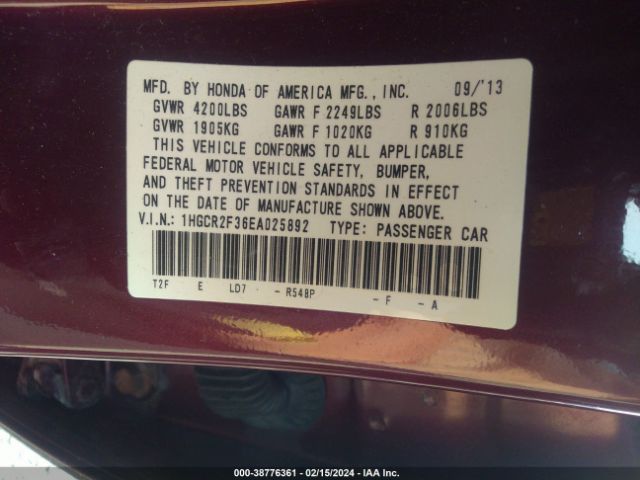 MFD. BY HONDA OF AMERICA MFG., INC. 09/'13
GVWR 4200LBS GAWR F 2249LBS R 2006LBS
GVWR 1905KG GAWR F 1020KG R 910KG
THIS VEHICLE CONFORMS TO ALL APPLICABLE
FEDERAL MOTOR VEHICLE SAFETY, BUMPER,
AND THEFT PREVENTION STANDARDS IN EFFECT
ON THE DATE OF MANUFACTURE SHOWN ABOVE.
V.I.N.: 1HGCR2F36EA025892 TYPE: PASSENGER CAR
T2F E LD7 - R548P - F - A
000-38776361 - 02/15/2024 - IAA Inc.